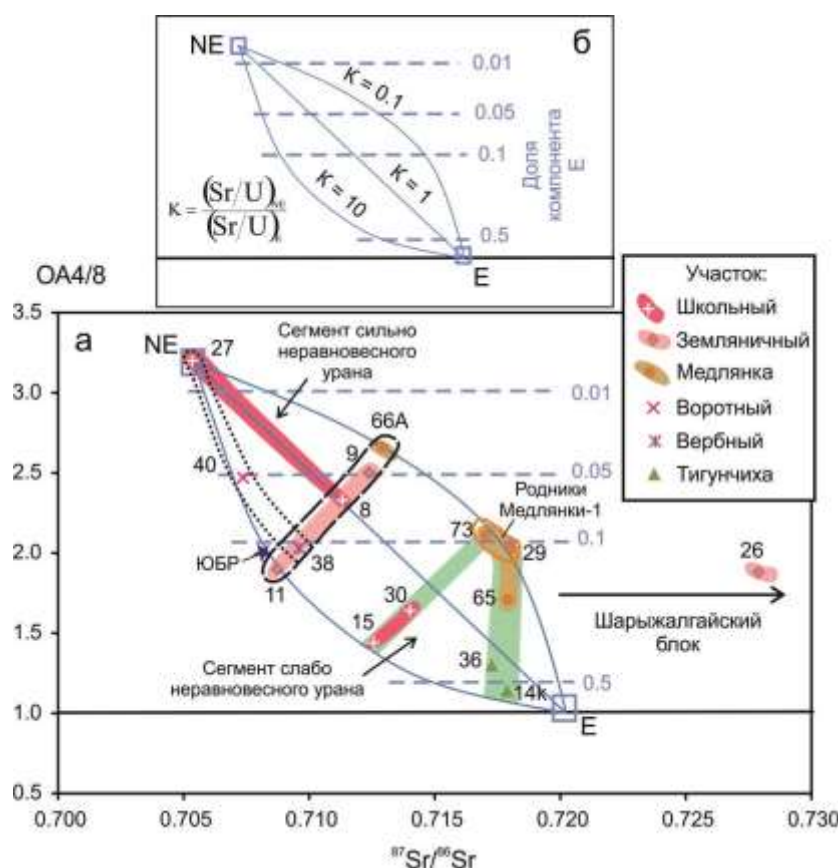 б
NE
0.01
K = 0.1
0.05
0.1
K = 1
K = 10
0.5
Доля
компонента
E
K = (Sr/U)NE
(Sr/U)
E
OA4/8
Участок:
Школьный
Земляничный
Медлянка
Воротный
Вербный
Тигунчиха
а
3.5
3.0
2.5
2.0
1.5
1.0
0.5
NE
27
Сегмент сильно
неравновесного
урана
0.01
66А
9
40
8
0.05
Родники
Медлянки-1
73
29
0.1
26
ЮБР
38
11
30
15
65
Шарыжалгайский
блок
Сегмент слабо
неравновесного урана
36
14k
0.5
E
0.700
0.705
0.710
0.715
0.720
0.725
0.730
⁸⁷Sr/⁸⁶Sr